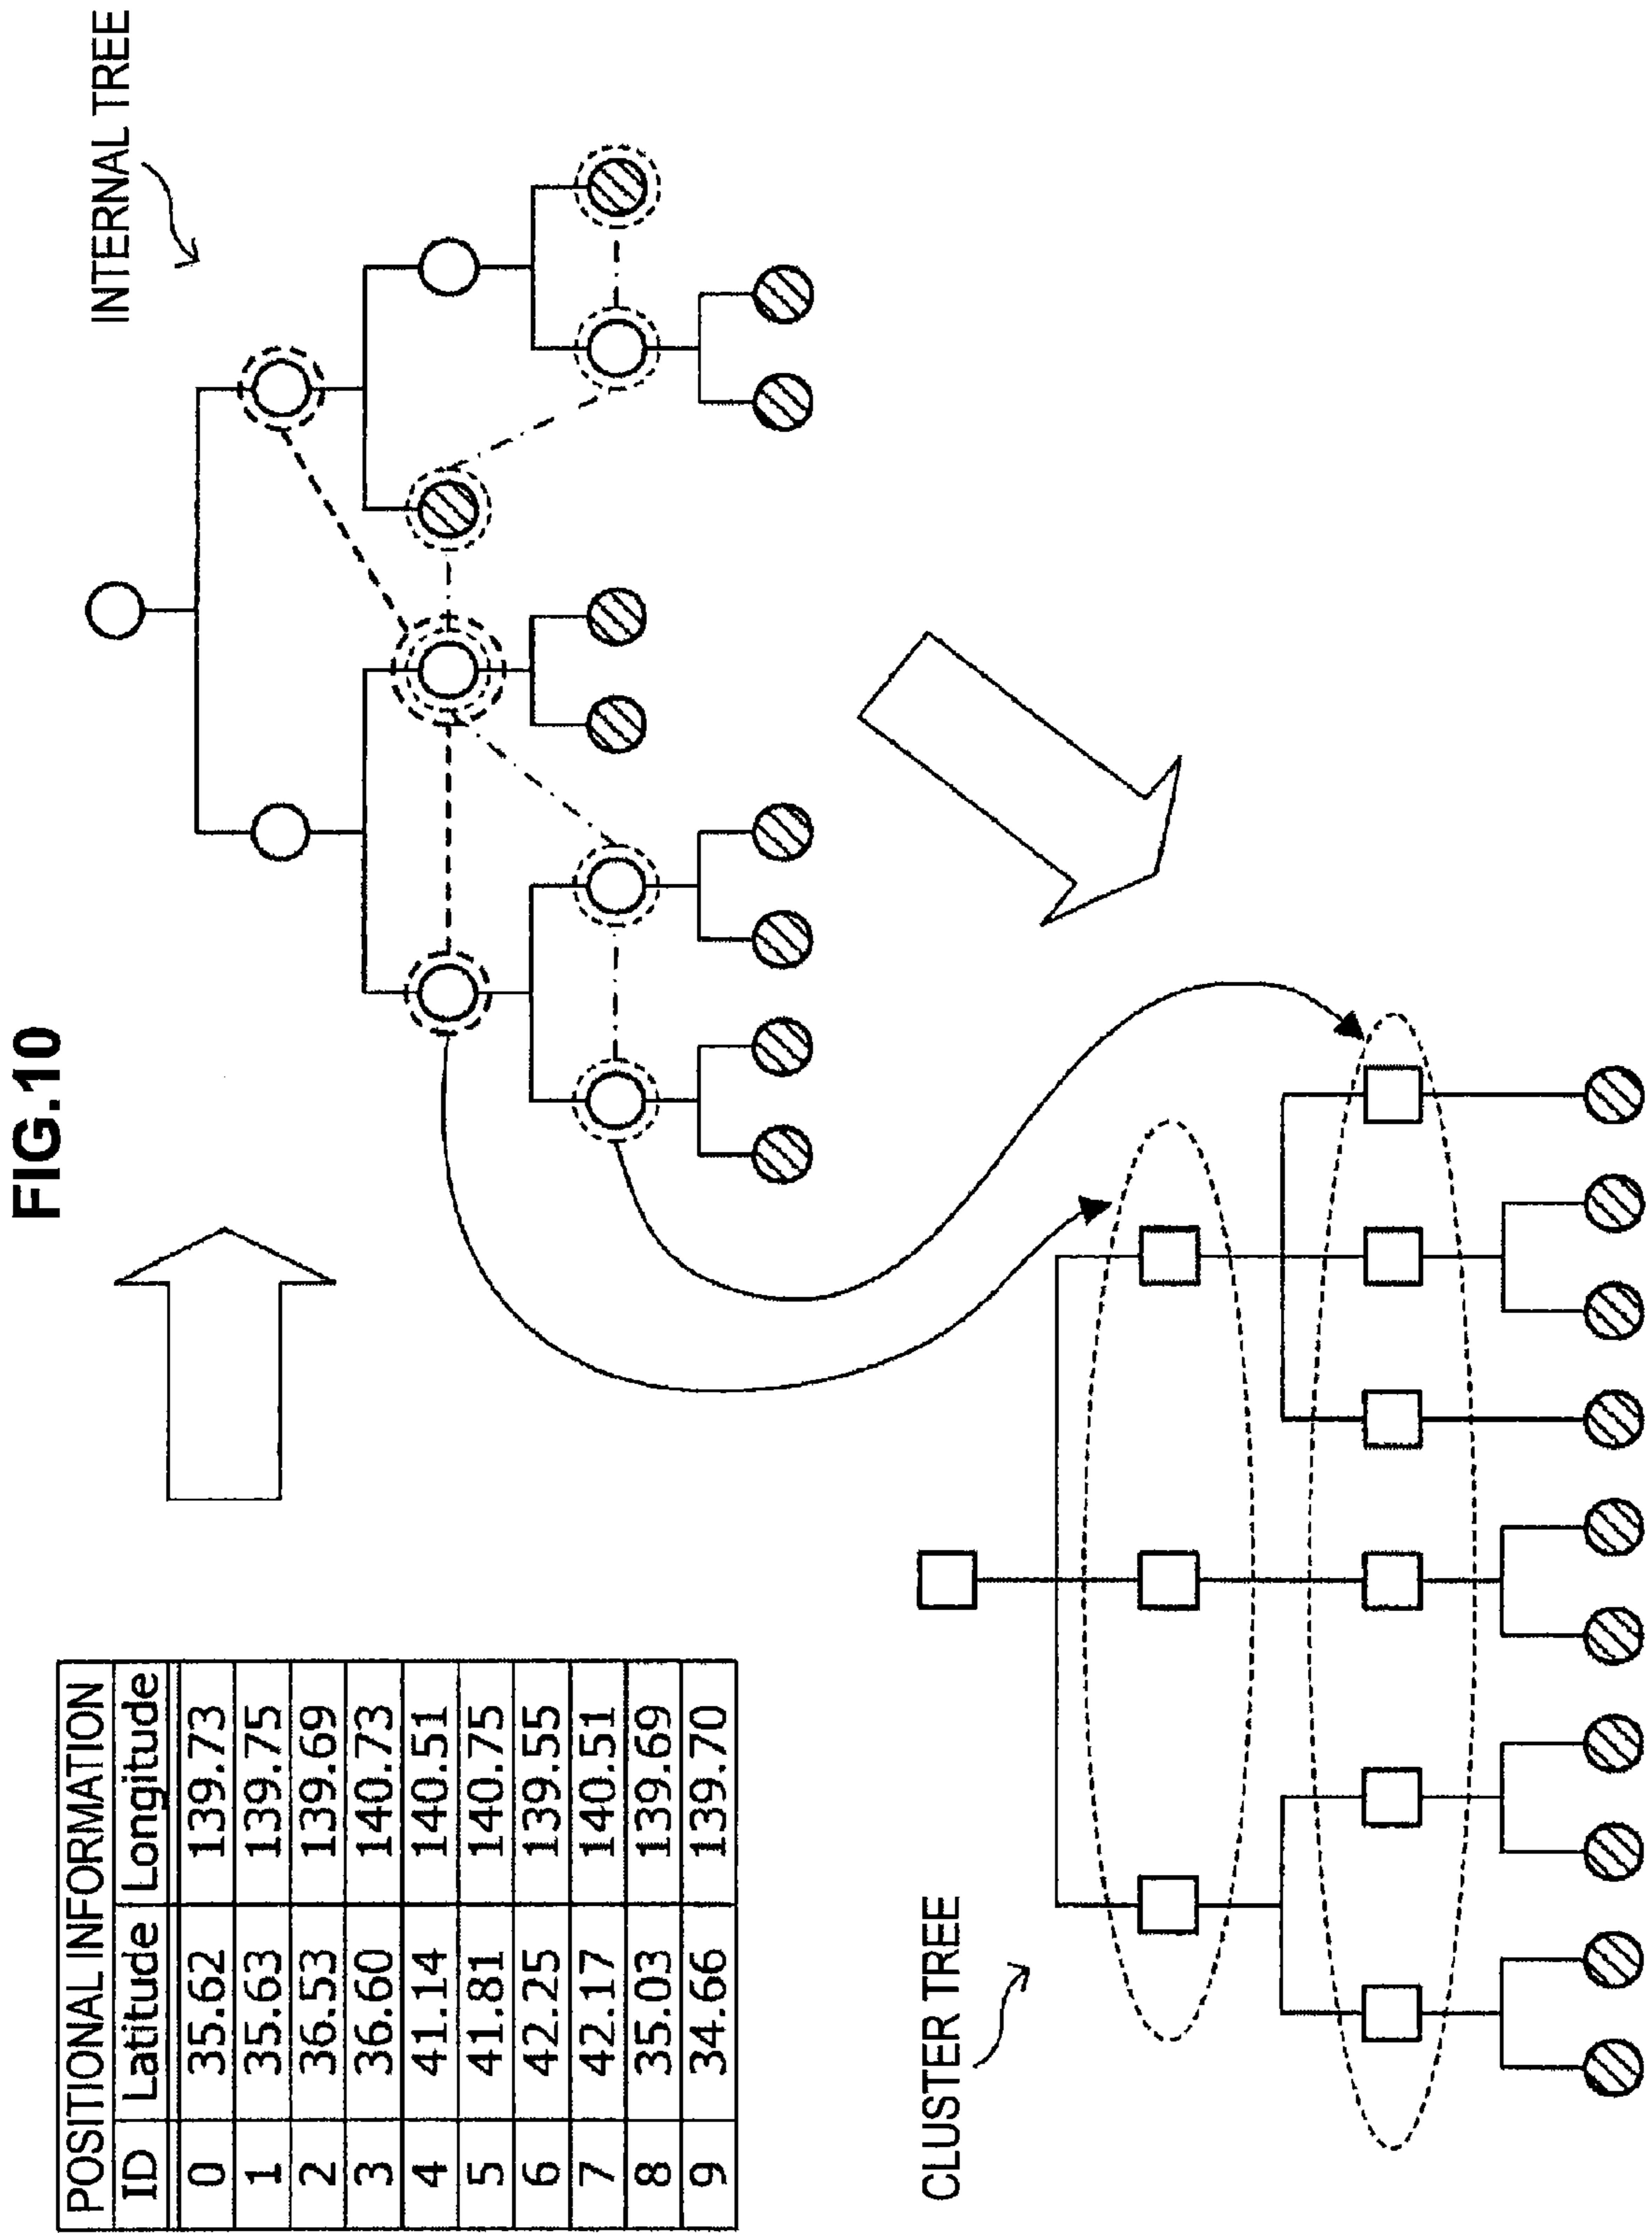 FIG.10
POSITIONAL INFORMATION
ID Latitude Longitude
0 35.62 139.73
1 35.63 139.75
2 36.53 139.69
3 36.60 140.73
4 41.14 140.51
5 41.81 140.75
6 42.25 139.55
7 42.17 140.51
8 35.03 139.69
9 34.66 139.70
INTERNAL TREE
CLUSTER TREE